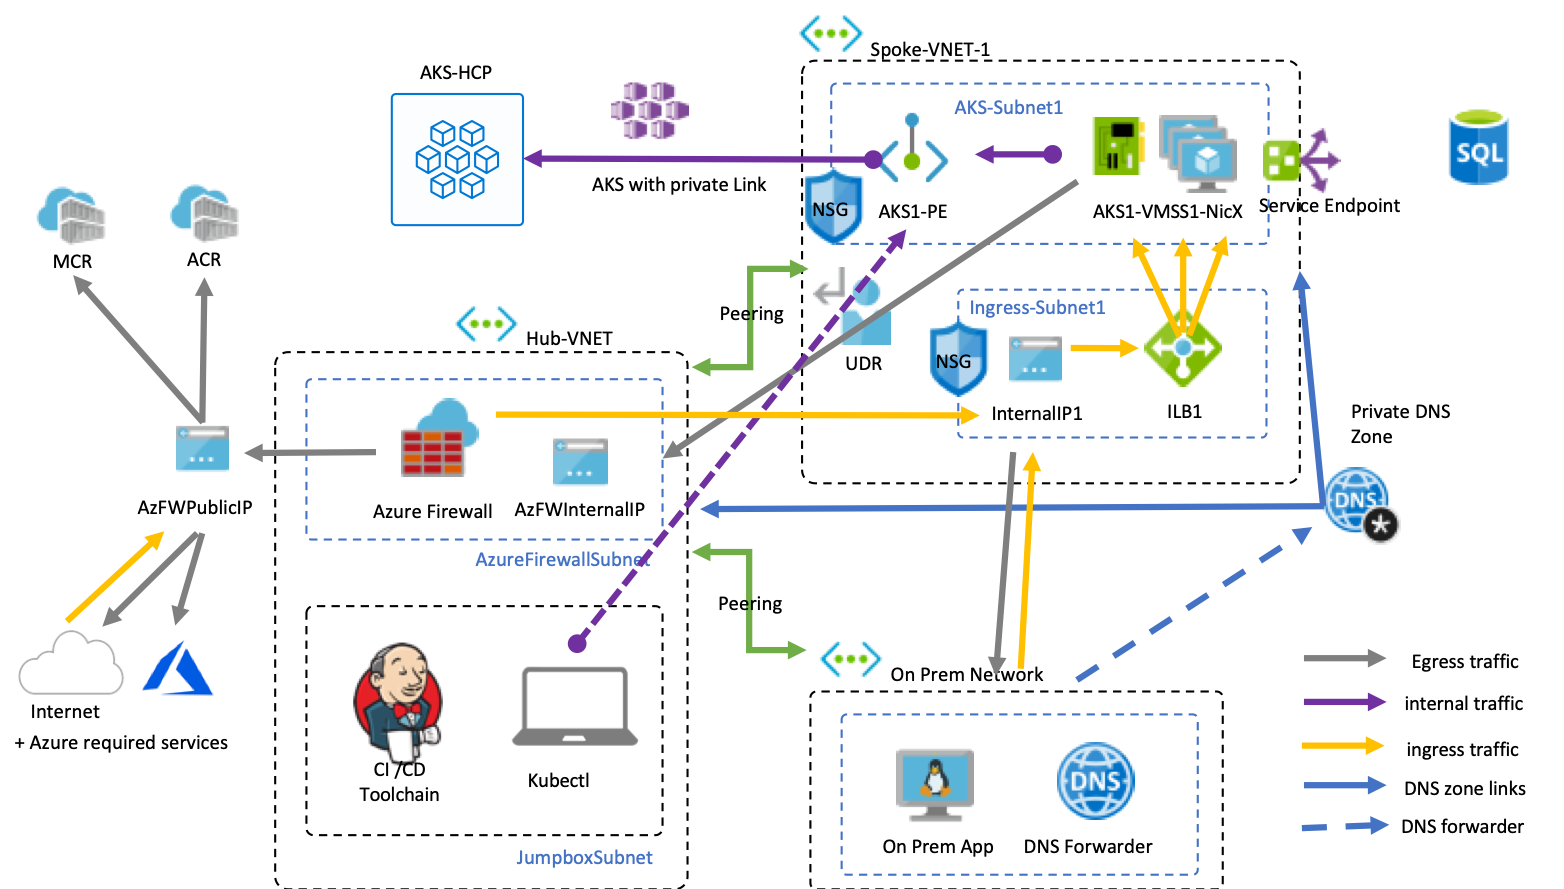 Spoke-VNET-1
AKS-HCP
AKS-Subnet1
SQL
AKS with private Link
NSG
AKS1-PE
AKS1-VMSS1-NicX
Service Endpoint
MCR
ACR
Peering
Ingress-Subnet1
Hub-VNET
UDR
NSG
InternalIP1
ILB1
Private DNS
Zone
DNS
*
AzFWPublicIP
Azure Firewall
AzFWInternalIP
AzureFirewallSubnet
Peering
On Prem Network
Internet
+ Azure required services
CI /CD
Toolchain
Kubectl
JumpboxSubnet
DNS
On Prem App
DNS Forwarder
Egress traffic
internal traffic
ingress traffic
DNS zone links
DNS forwarder